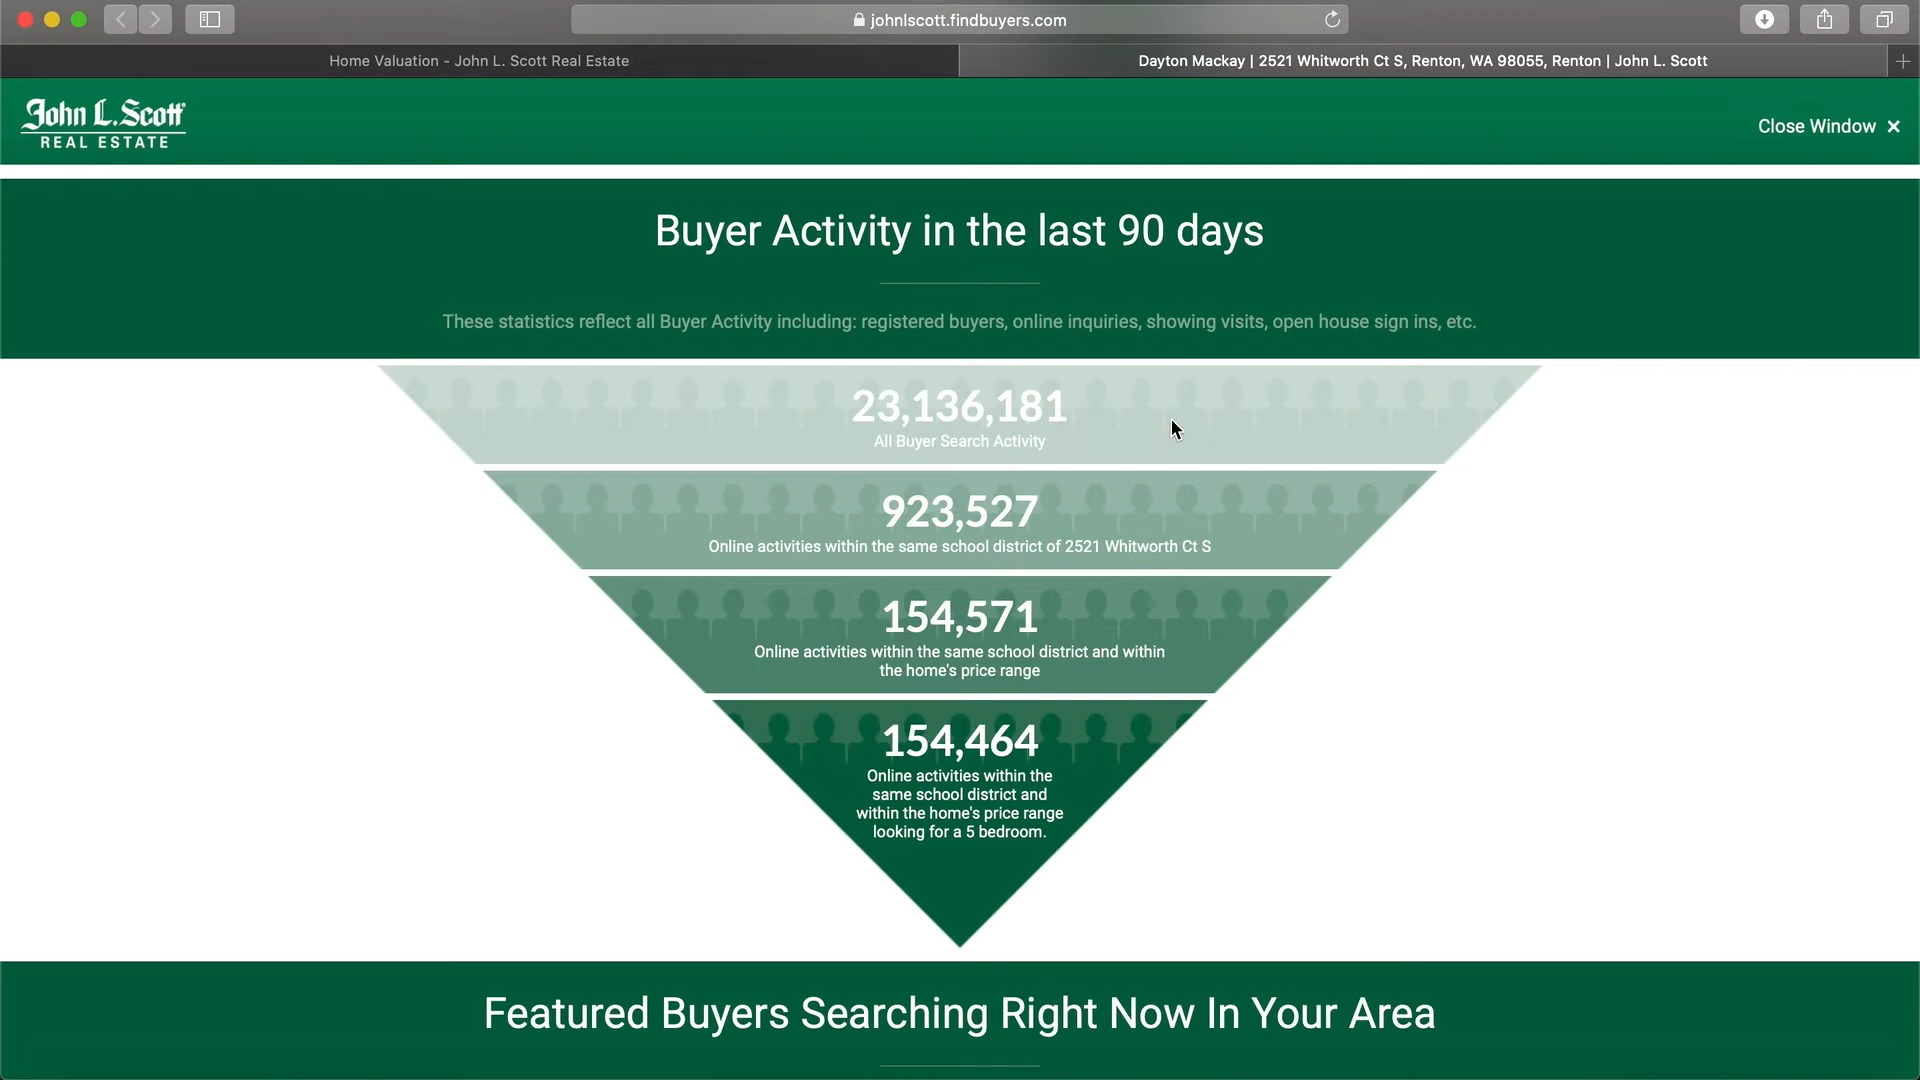 johnlscott.findbuyers.com
Home Valuation - John L. Scott Real Estate
Dayton Mackay | 2521 Whitworth Ct S, Renton, WA 98055, Renton | John L. Scott
John L. Scott
REAL ESTATE
Close Window ×
Buyer Activity in the last 90 days
These statistics reflect all Buyer Activity including: registered buyers, online inquiries, showing visits, open house sign ins, etc.
23,136,181
All Buyer Search Activity
923,527
Online activities within the same school district of 2521 Whitworth Ct S
154,571
Online activities within the same school district and within
the home's price range
154,464
Online activities within the
same school district and
within the home's price range
looking for a 5 bedroom.
Featured Buyers Searching Right Now In Your Area